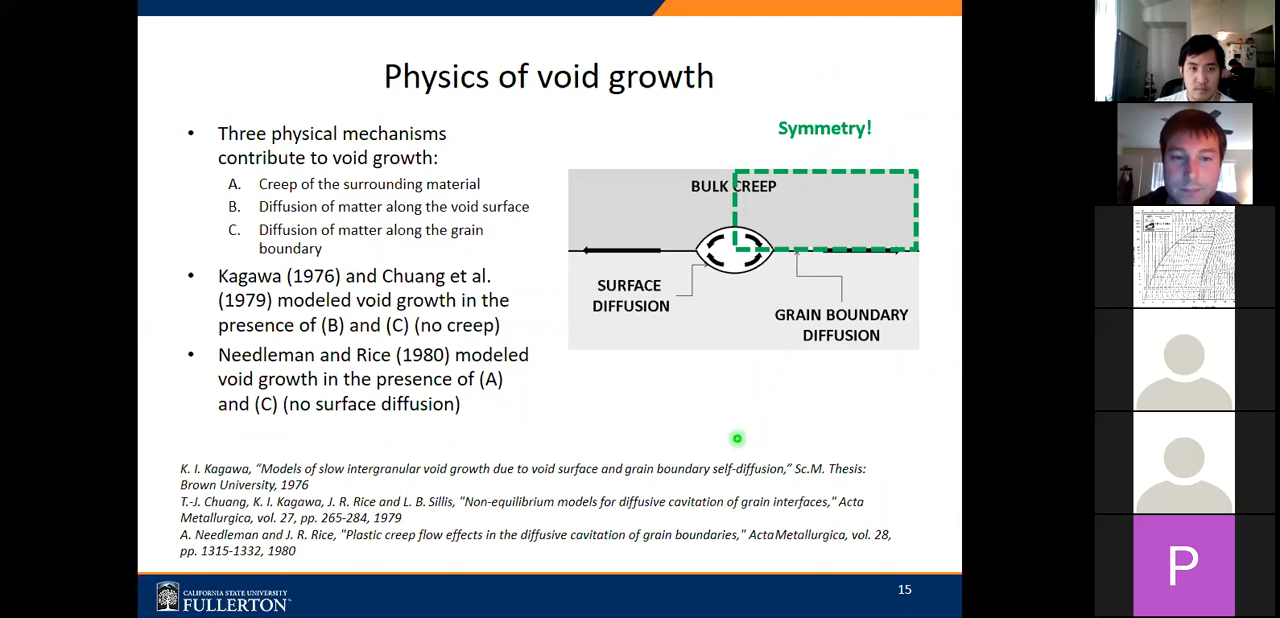 Physics of void growth
• Three physical mechanisms
contribute to void growth:
A. Creep of the surrounding material
B. Diffusion of matter along the void surface
C. Diffusion of matter along the grain
boundary
• Kagawa (1976) and Chuang et al.
(1979) modeled void growth in the
presence of (B) and (C) (no creep)
• Needleman and Rice (1980) modeled
void growth in the presence of (A)
and (C) (no surface diffusion)
Symmetry!
BULK CREEP
SURFACE
DIFFUSION
GRAIN BOUNDARY
DIFFUSION
K. I. Kagawa, “Models of slow intergranular void growth due to void surface and grain boundary self-diffusion,” Sc.M. Thesis:
Brown University, 1976
T.-J. Chuang, K. I. Kagawa, J. R. Rice and L. B. Sillis, "Non-equilibrium models for diffusive cavitation of grain interfaces," Acta
Metallurgica, vol. 27, pp. 265-284, 1979
A. Needleman and J. R. Rice, "Plastic creep flow effects in the diffusive cavitation of grain boundaries," Acta Metallurgica, vol. 28,
pp. 1315-1332, 1980
CALIFORNIA STATE UNIVERSITY
FULLERTON™
15
P